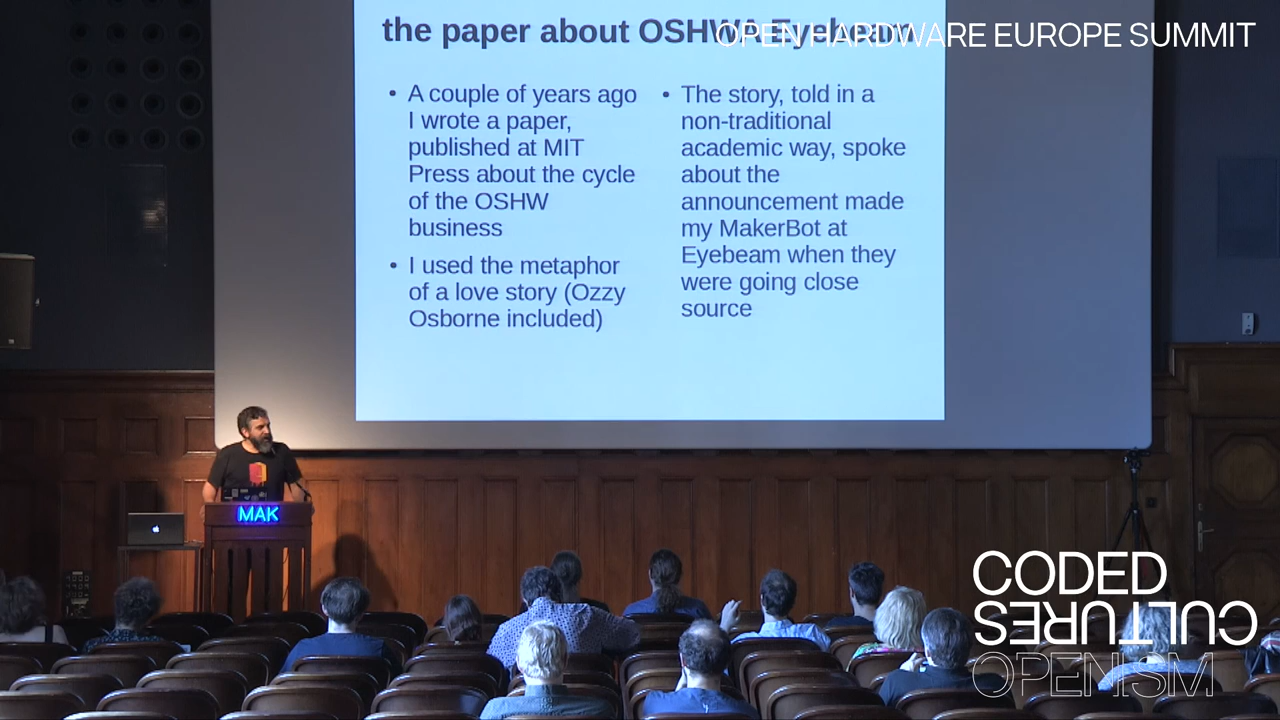 the paper about OSHWA Eyebeam
OPEN HARDWARE EUROPE SUMMIT
• A couple of years ago
I wrote a paper,
published at MIT
Press about the cycle
of the OSHW
business
• I used the metaphor
of a love story (Ozzy
Osborne included)
• The story, told in a
non-traditional
academic way, spoke
about the
announcement made
my MakerBot at
Eyebeam when they
were going close
source
MAK
CODED
CULTURES
OPENISM